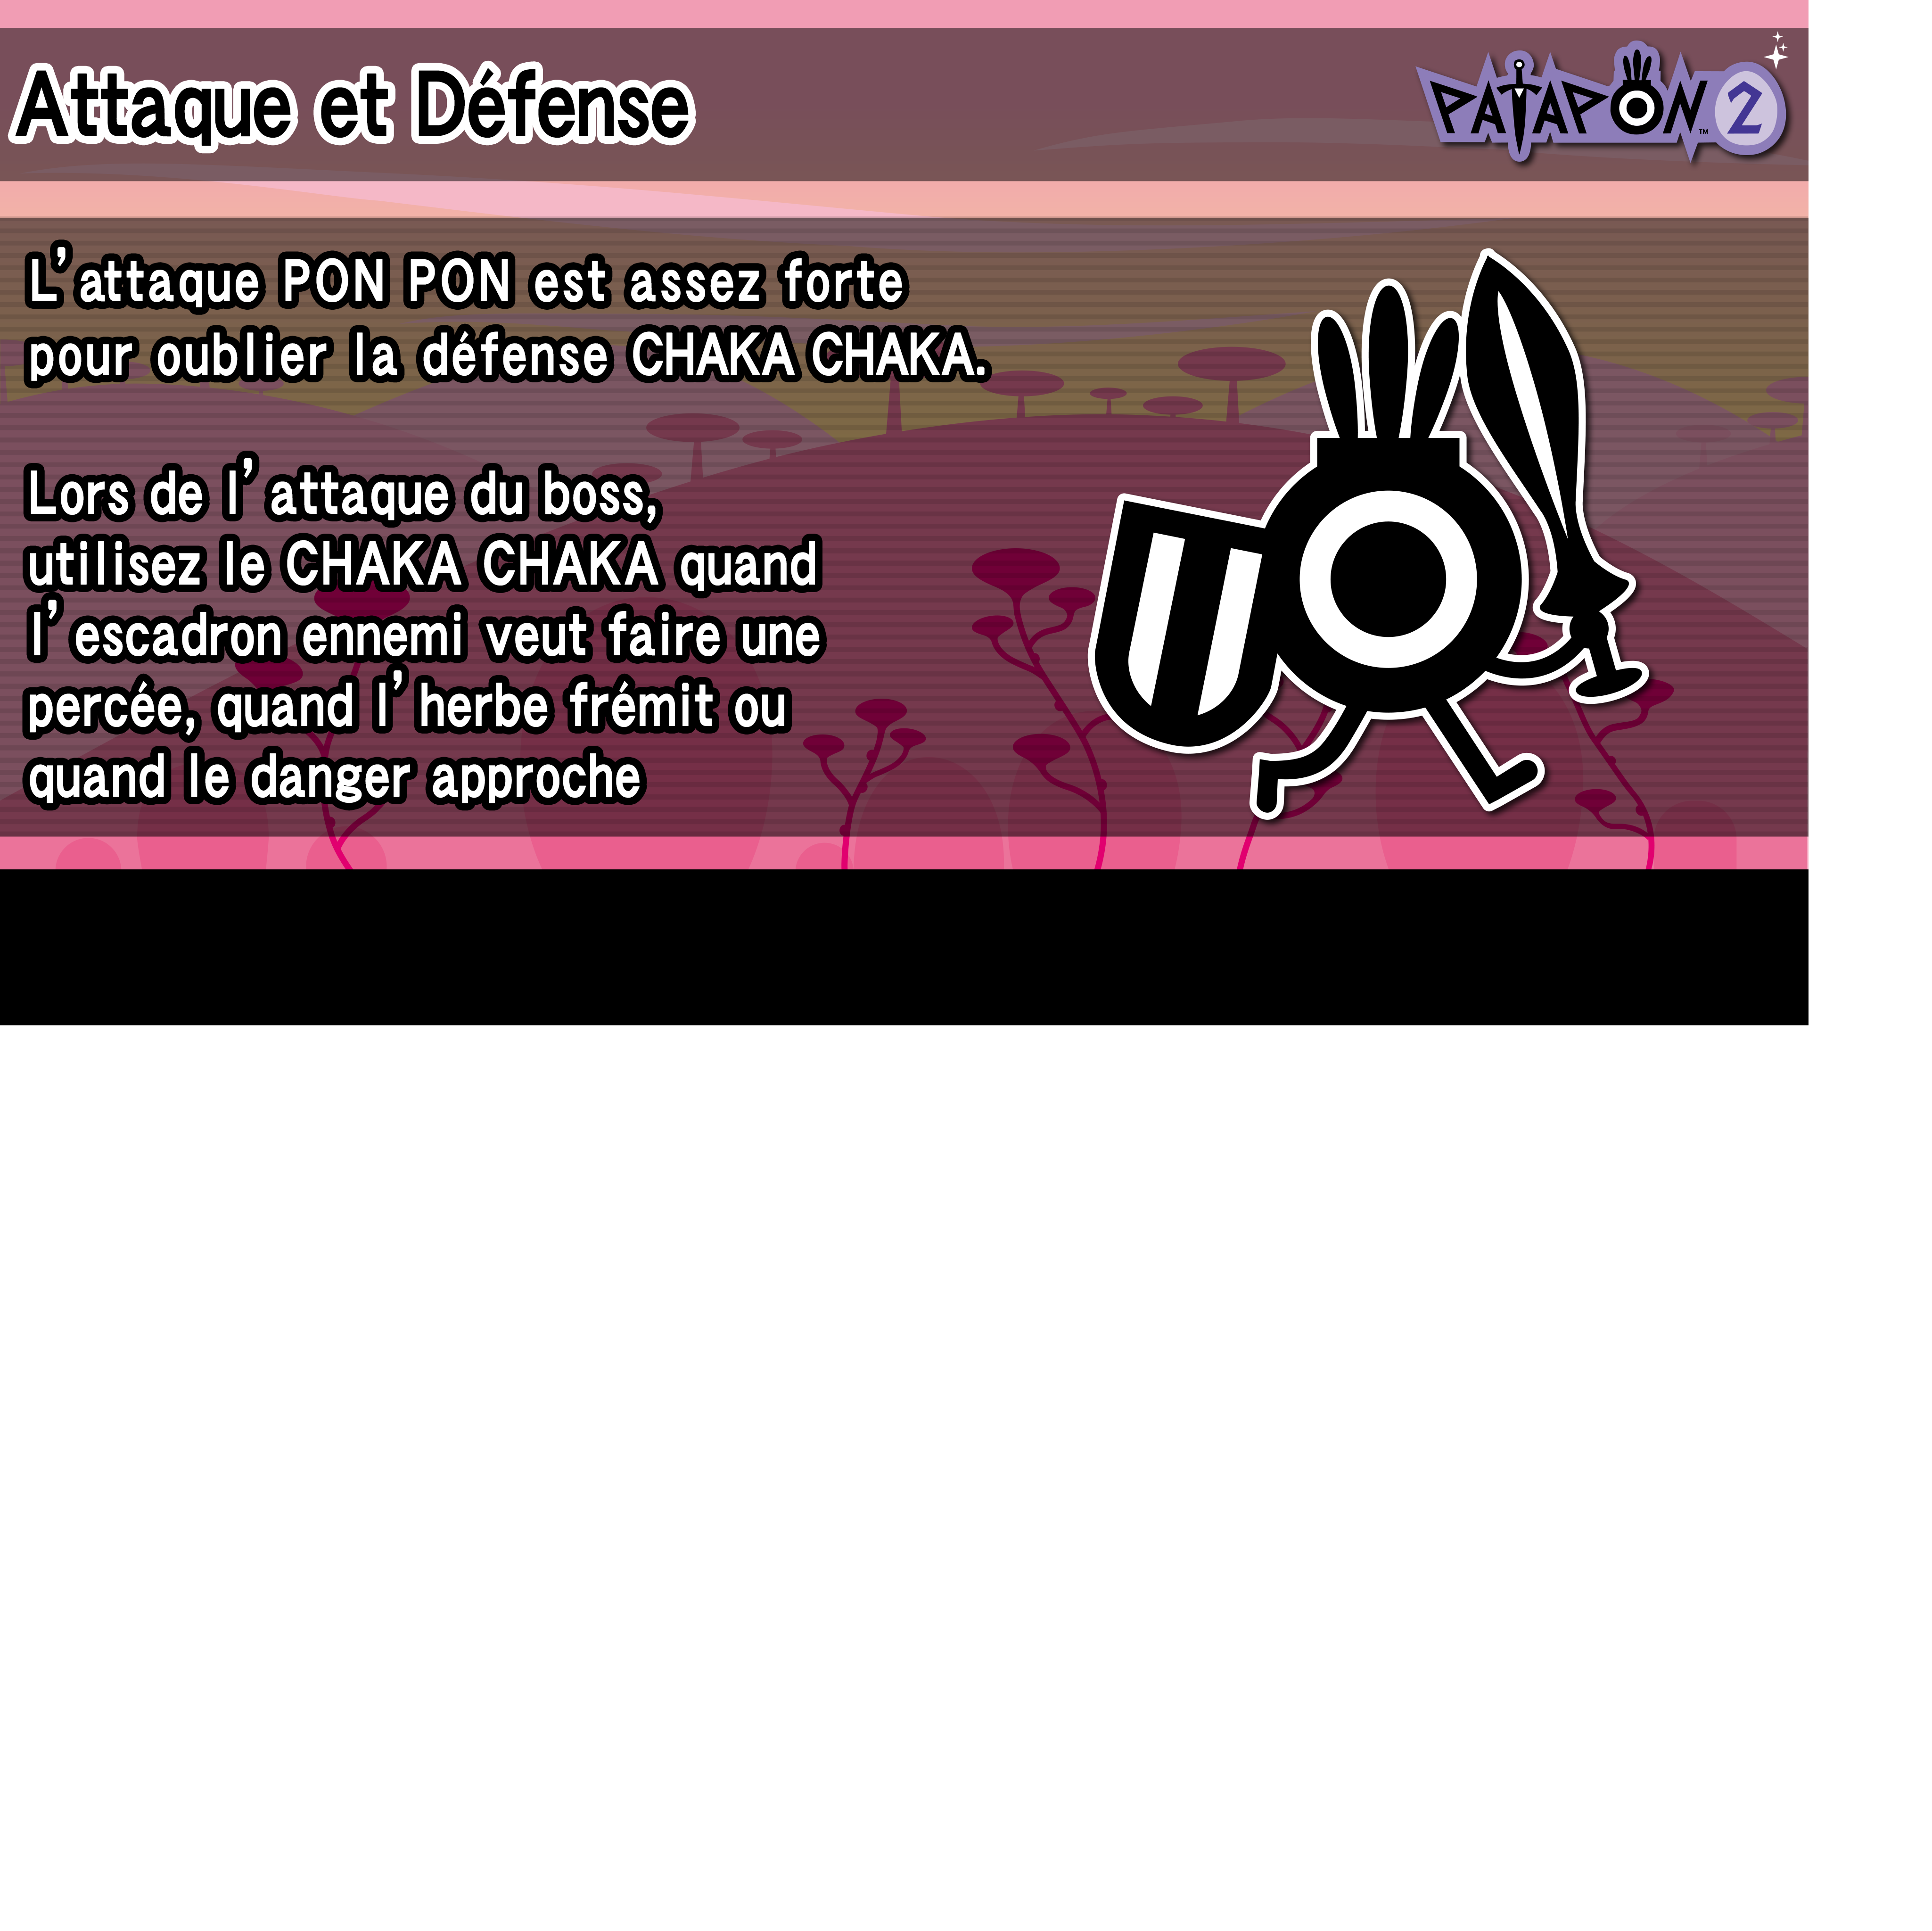 Attaque et Défense
PATAPON™ 2
L'attaque PON PON est assez forte
pour oublier la défense CHAKA CHAKA.
Lors de l'attaque du boss,
utilisez le CHAKA CHAKA quand
l' escadron ennemi veut faire une
percée, quand l' herbe frémit ou
quand le danger approche